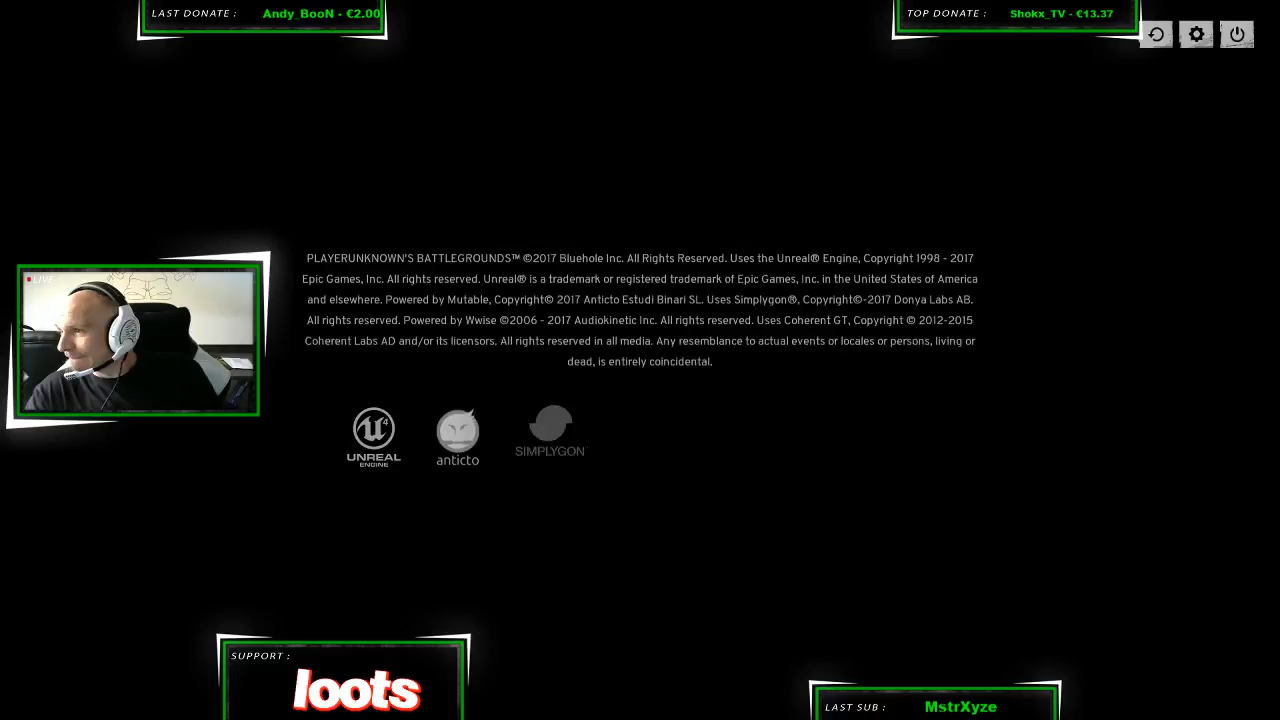 LAST DONATE : Andy_BooN - €2.00
TOP DONATE : Shokx_TV - €13.37
LIVE
PLAYERUNKNOWN'S BATTLEGROUNDS™ ©2017 Bluehole Inc. All Rights Reserved. Uses the Unreal® Engine, Copyright 1998 - 2017
Epic Games, Inc. All rights reserved. Unreal® is a trademark or registered trademark of Epic Games, Inc. in the United States of America
and elsewhere. Powered by Mutable, Copyright© 2017 Anticto Estudi Binari SL. Uses Simplygon®, Copyright©-2017 Donya Labs AB.
All rights reserved. Powered by Wwise ©2006 - 2017 Audiokinetic Inc. All rights reserved. Uses Coherent GT, Copyright © 2012-2015
Coherent Labs AD and/or its licensors. All rights reserved in all media. Any resemblance to actual events or locales or persons, living or
dead, is entirely coincidental.
U4
UNREAL
ENGINE
anticto
SIMPLYGON
SUPPORT :
loots
LAST SUB : MstrXyze